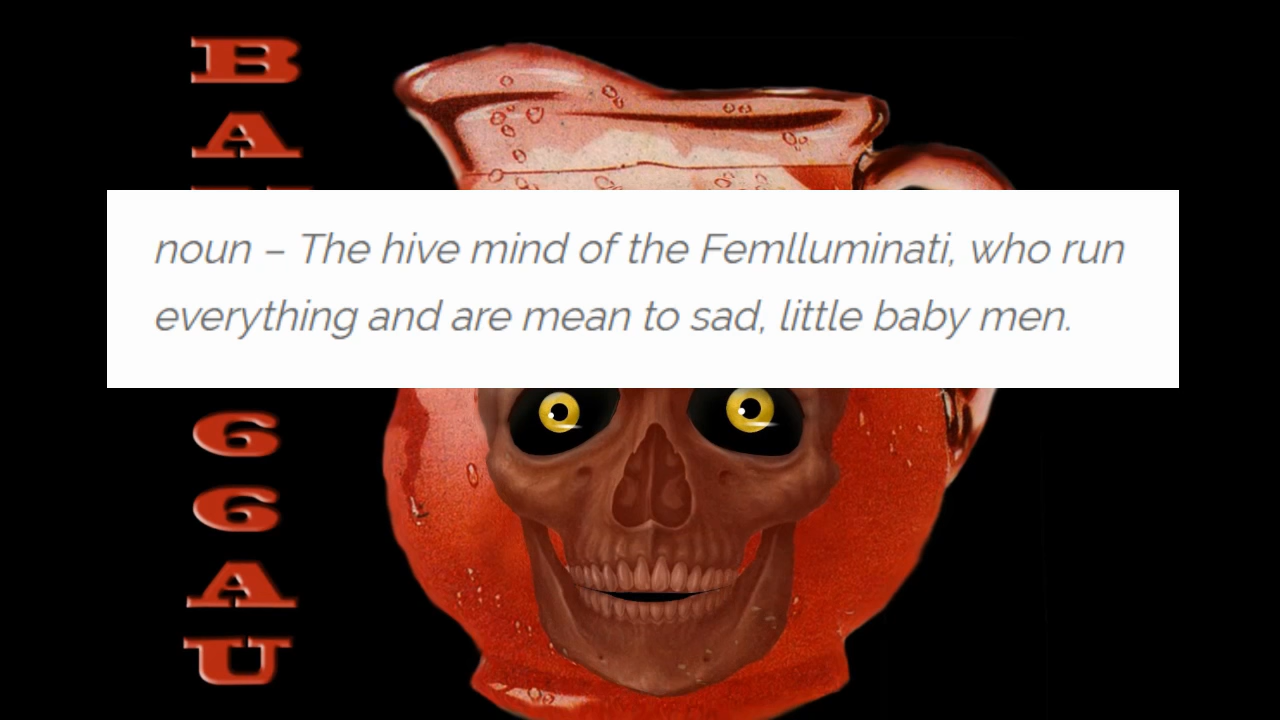 B
A
noun – The hive mind of the Femlluminati, who run
everything and are mean to sad, little baby men.
6
6
A
U